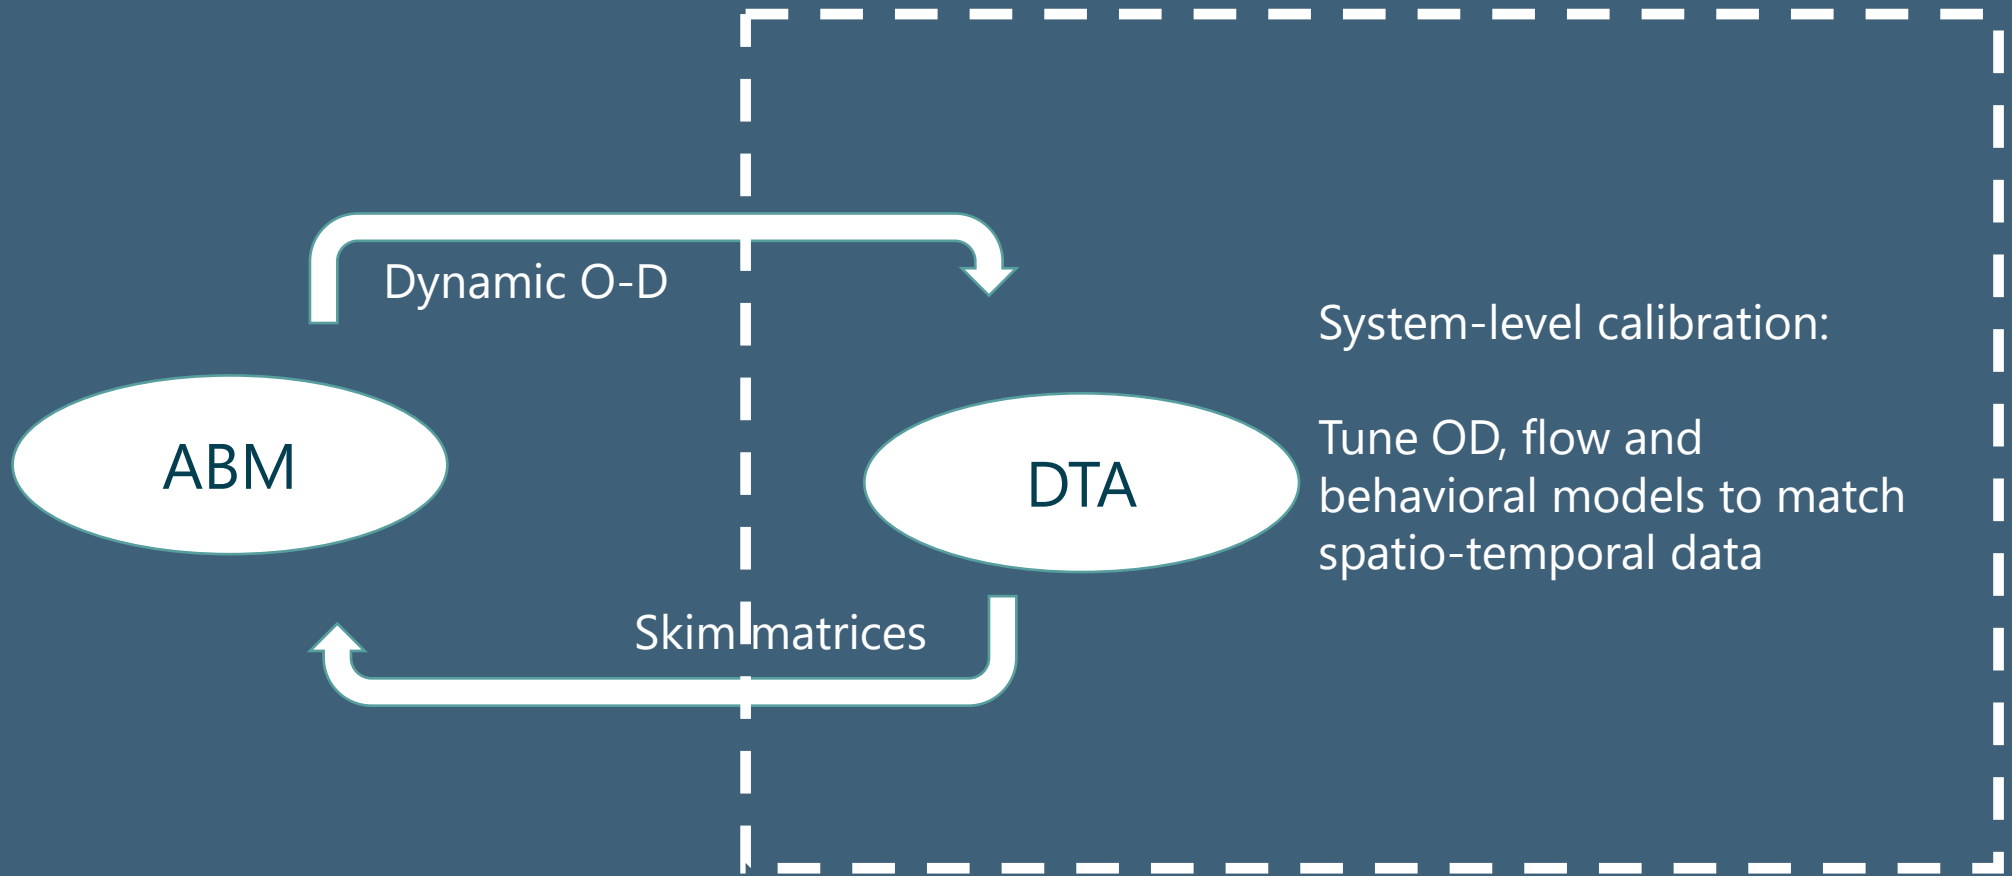 Dynamic O-D
ABM
DTA
Skim matrices
System-level calibration:
Tune OD, flow and
behavioral models to match
spatio-temporal data